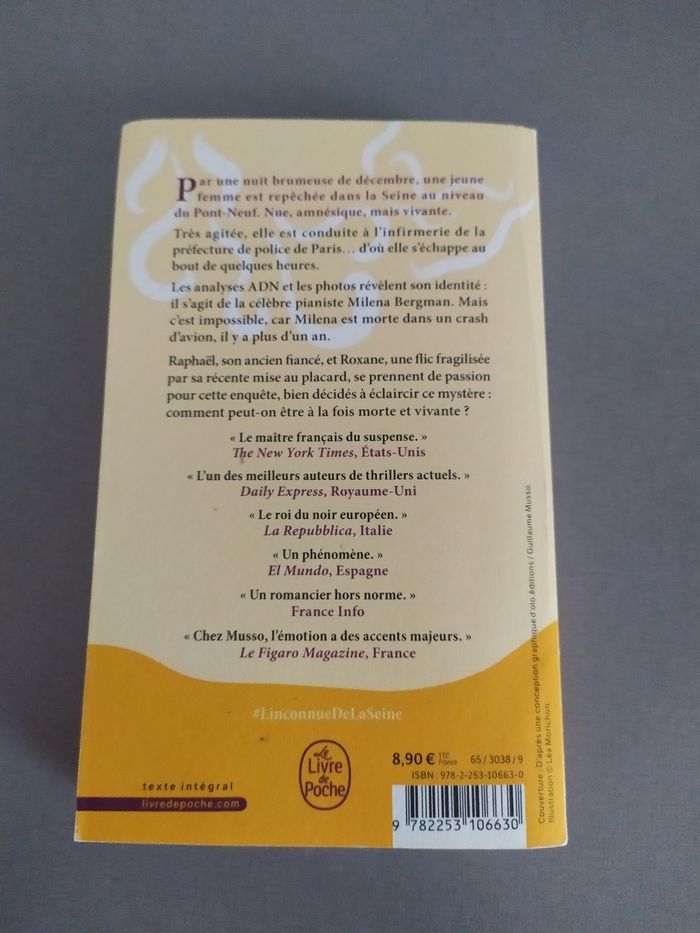 Par une nuit brumeuse de décembre, une jeune
femme est repêchée dans la Seine au niveau
du Pont-Neuf. Nue, amnésique, mais vivante.
Très agitée, elle est conduite à l'infirmerie de la
préfecture de police de Paris… d'où elle s'échappe au
bout de quelques heures.
Les analyses ADN et les photos révèlent son identité :
il s'agit de la célèbre pianiste Milena Bergman. Mais
c'est impossible, car Milena est morte dans un crash
d'avion, il y a plus d'un an.
Raphaël, son ancien fiancé, et Roxane, une flic fragilisée
par sa récente mise au placard, se prennent de passion
pour cette enquête, bien décidés à éclaircir ce mystère :
comment peut-on être à la fois morte et vivante ?
« Le maître français du suspense. »
The New York Times, États-Unis
« L'un des meilleurs auteurs de thrillers actuels. »
Daily Express, Royaume-Uni
« Le roi du noir européen. »
La Repubblica, Italie
« Un phénomène. »
El Mundo, Espagne
« Un romancier hors norme. »
France Info
« Chez Musso, l'émotion a des accents majeurs. »
Le Figaro Magazine, France
#LinconnueDeLaSeine
texte intégral
livredepoche.com
Le
Livre
de
Poche
8,90 € TTC France 65 / 3038 / 9
ISBN : 978-2-253-10663-0
9 782253 106630
Couverture : D'après une conception graphique d'olo éditions / Guillaume Musso.
Illustration © Léa Morichon.